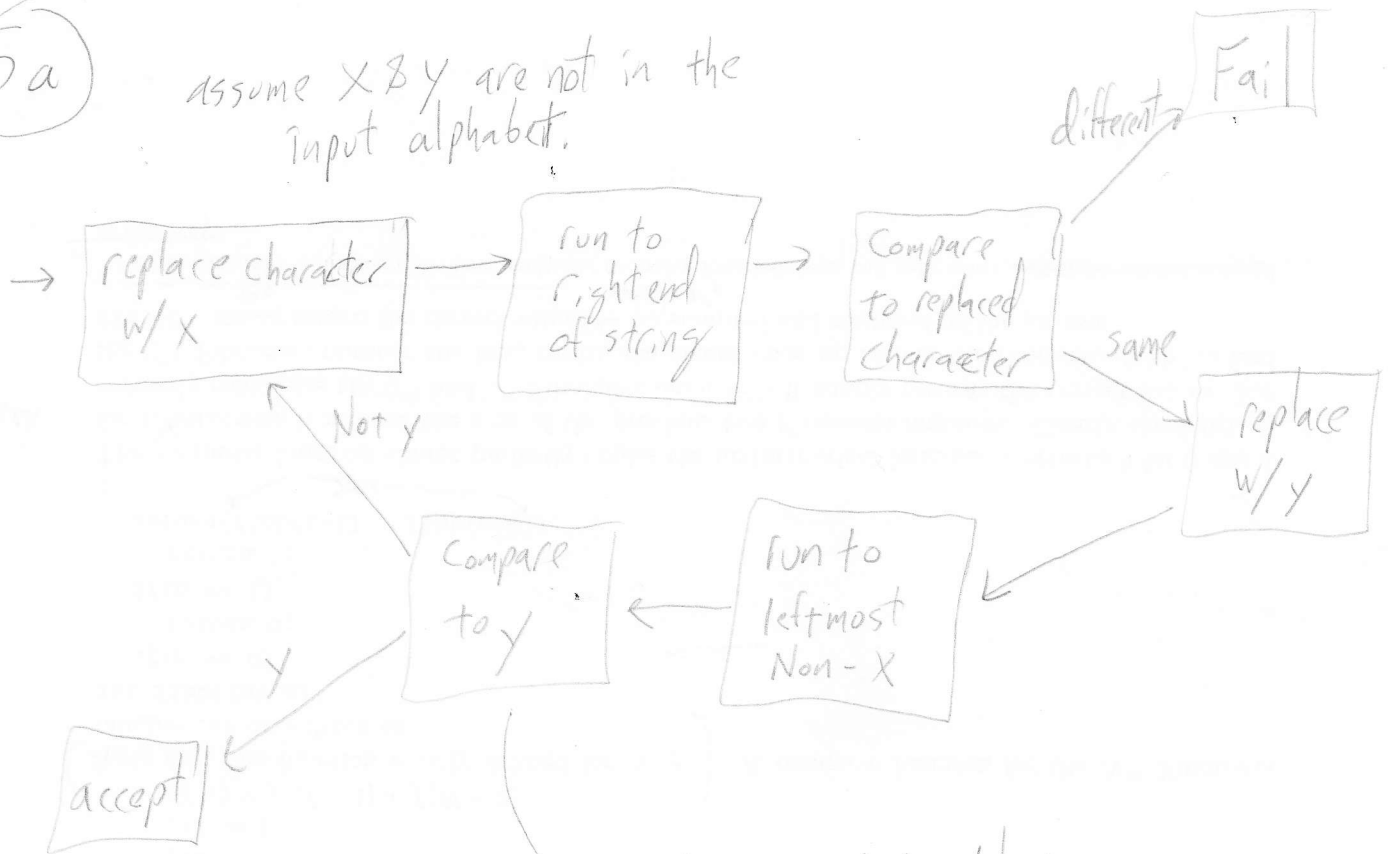 5a
assume X & Y are not in the
input alphabet.
Fail
different
replace character
w/ X
run to
right end
of string
Compare
to replaced
character
same
replace
w/ Y
Not y
Compare
to y
run to
leftmost
Non-X
y
accept